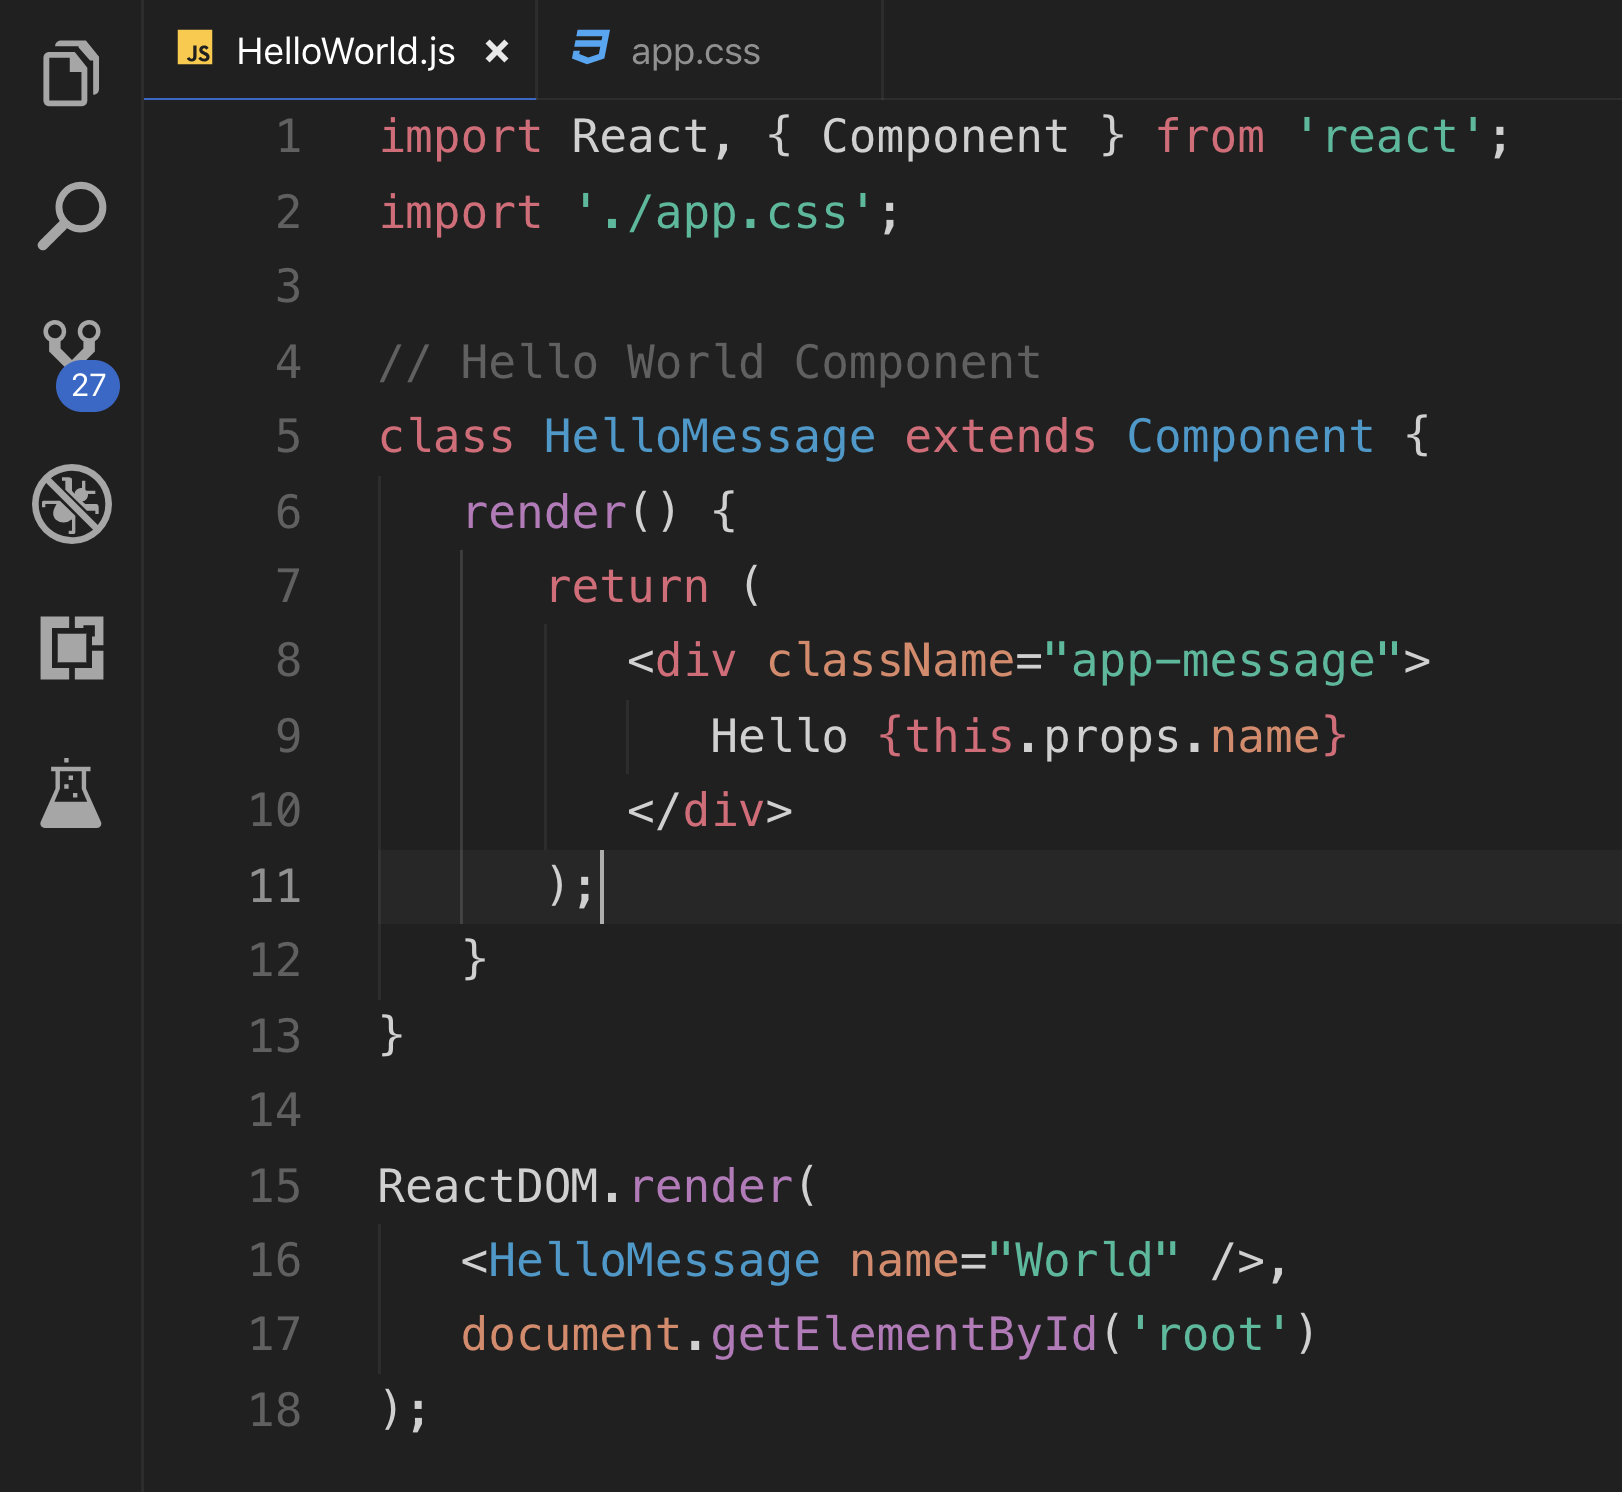 JS HelloWorld.js × app.css
27
1 import React, { Component } from 'react';
2 import './app.css';
3
4 // Hello World Component
5 class HelloMessage extends Component {
6    render() {
7       return (
8          <div className="app-message">
9             Hello {this.props.name}
10          </div>
11       );
12    }
13 }
14
15 ReactDOM.render(
16    <HelloMessage name="World" />,
17    document.getElementById('root')
18 );